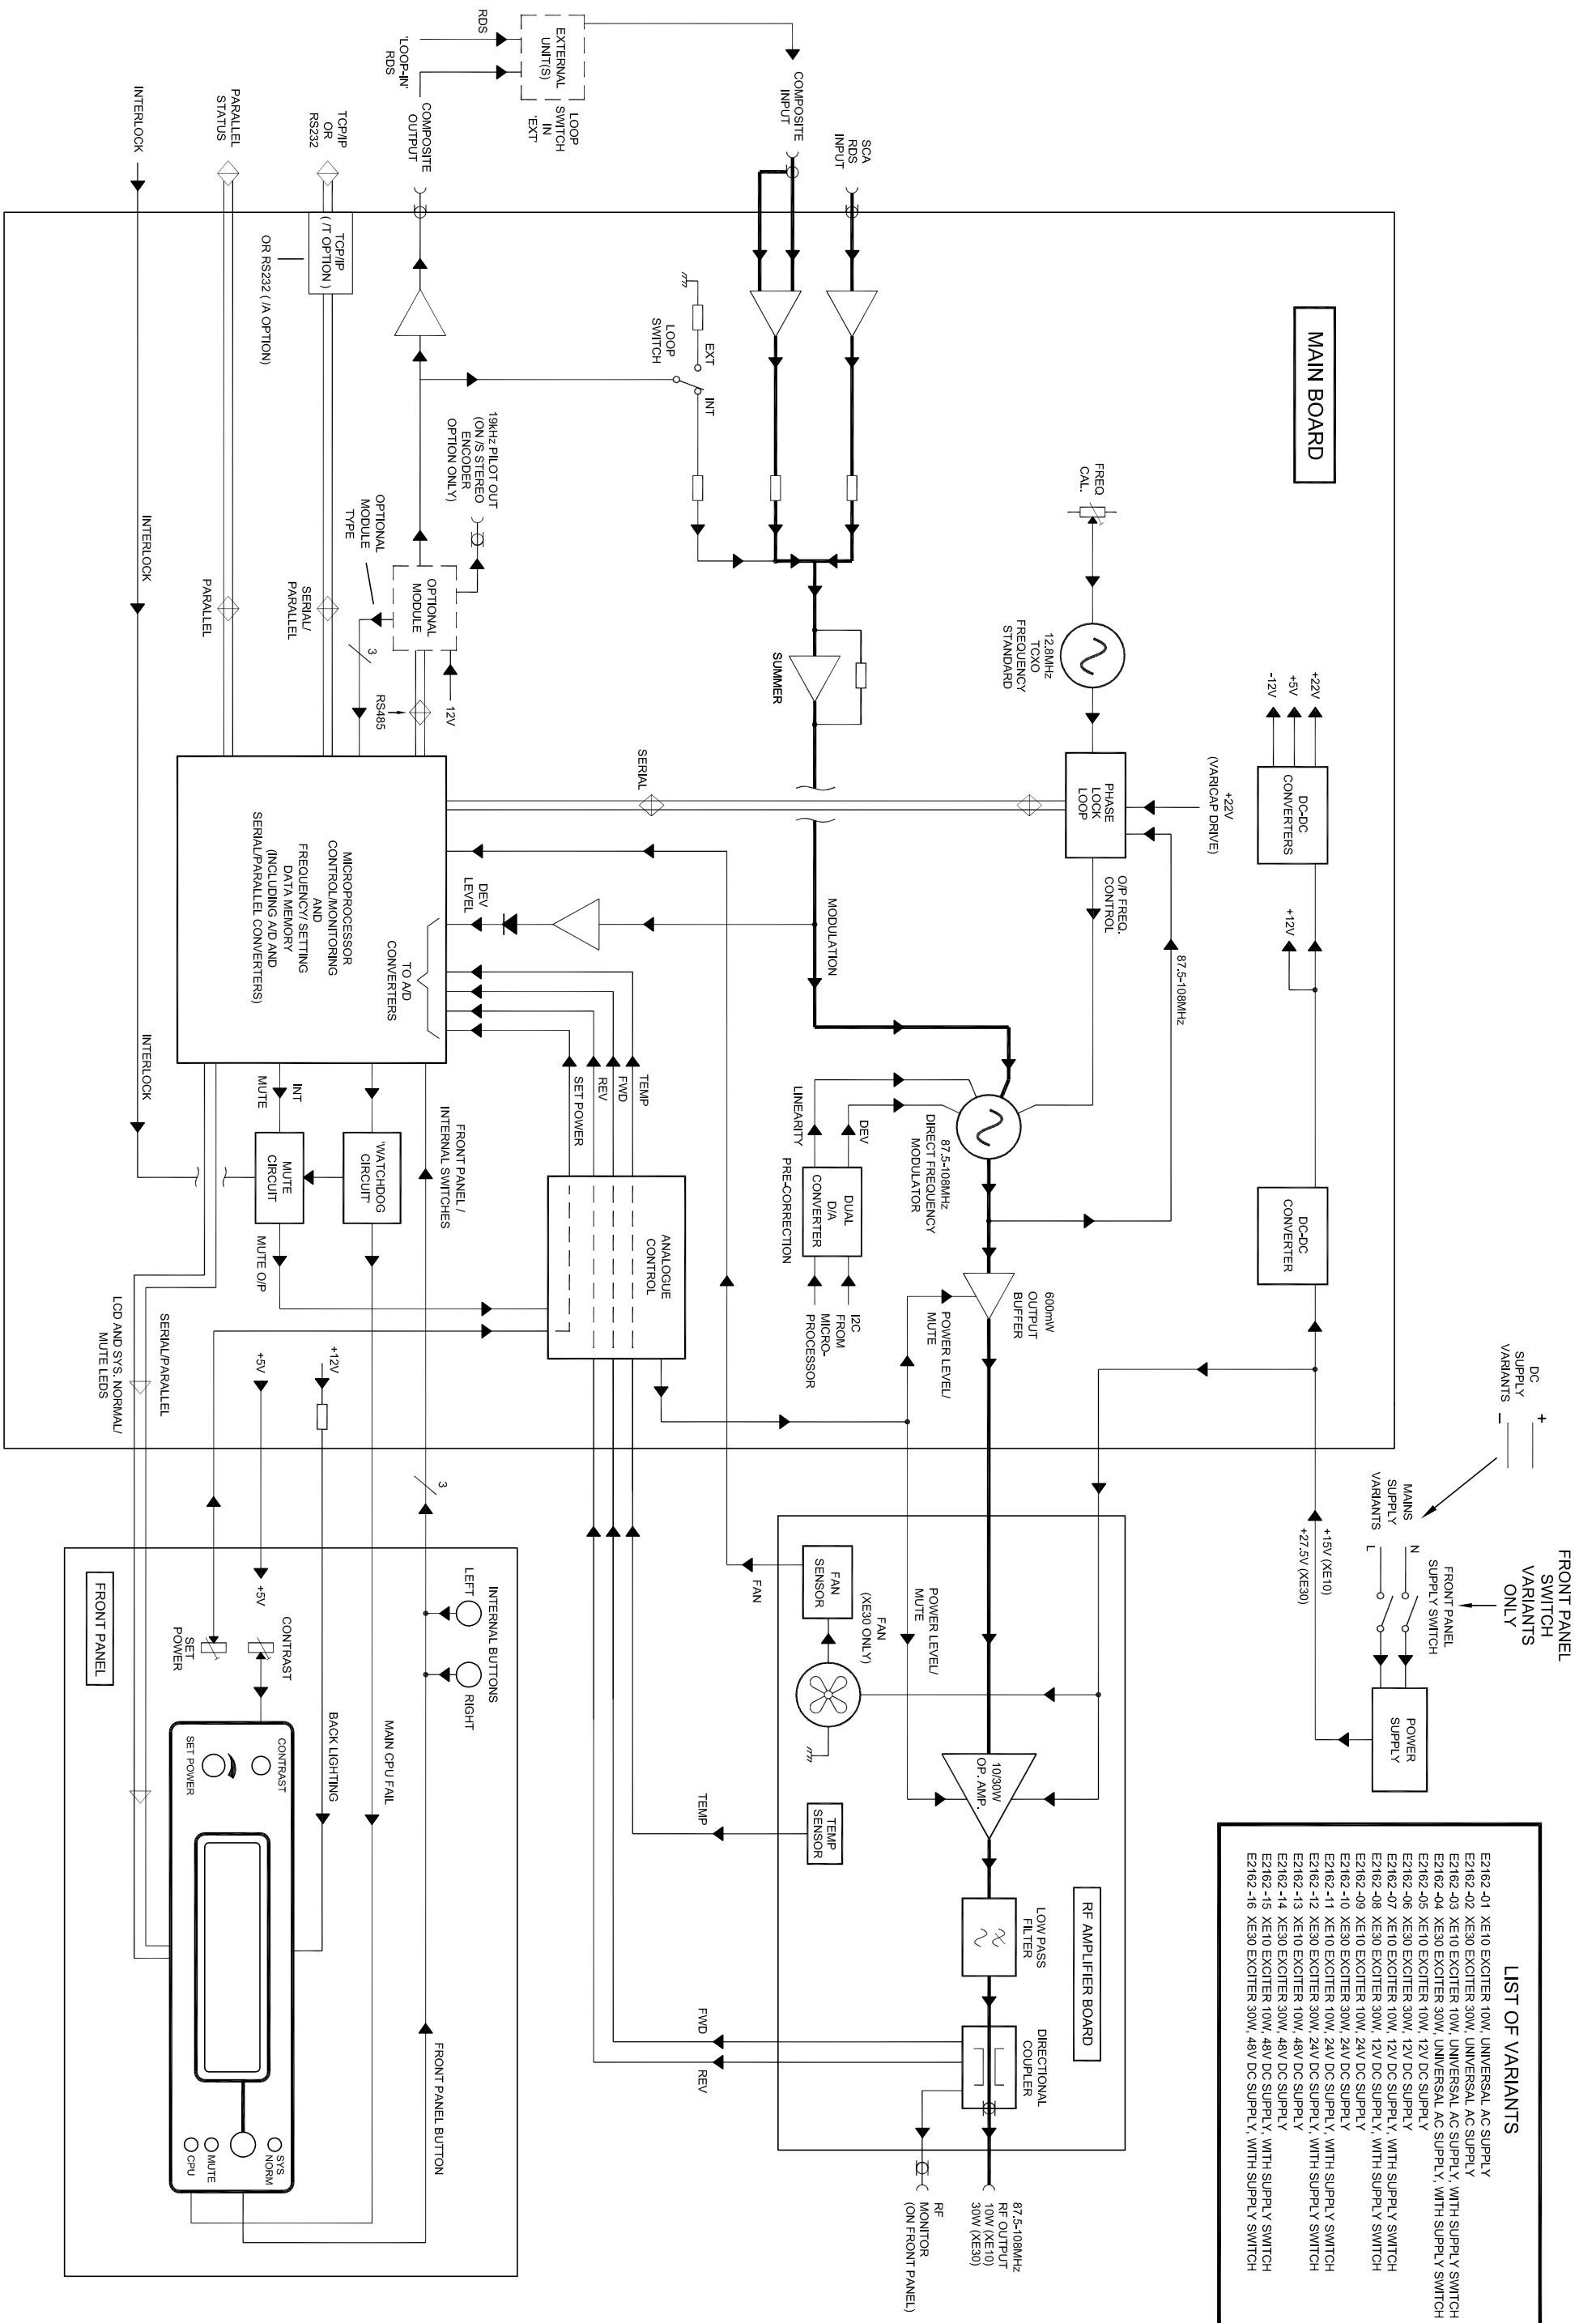 FRONT PANEL
SWITCH
VARIANTS
ONLY
LIST OF VARIANTS
E2162 -01 XE10 EXCITER 10W, UNIVERSAL AC SUPPLY
E2162 -02 XE30 EXCITER 30W, UNIVERSAL AC SUPPLY
E2162 -03 XE10 EXCITER 10W, UNIVERSAL AC SUPPLY, WITH SUPPLY SWITCH
E2162 -04 XE30 EXCITER 30W, UNIVERSAL AC SUPPLY, WITH SUPPLY SWITCH
E2162 -05 XE10 EXCITER 10W, 12V DC SUPPLY
E2162 -06 XE30 EXCITER 30W, 12V DC SUPPLY
E2162 -07 XE10 EXCITER 10W, 12V DC SUPPLY, WITH SUPPLY SWITCH
E2162 -08 XE30 EXCITER 30W, 12V DC SUPPLY, WITH SUPPLY SWITCH
E2162 -09 XE10 EXCITER 10W, 24V DC SUPPLY
E2162 -10 XE30 EXCITER 30W, 24V DC SUPPLY
E2162 -11 XE10 EXCITER 10W, 24V DC SUPPLY, WITH SUPPLY SWITCH
E2162 -12 XE30 EXCITER 30W, 24V DC SUPPLY, WITH SUPPLY SWITCH
E2162 -13 XE10 EXCITER 10W, 48V DC SUPPLY
E2162 -14 XE30 EXCITER 30W, 48V DC SUPPLY
E2162 -15 XE10 EXCITER 10W, 48V DC SUPPLY, WITH SUPPLY SWITCH
E2162 -16 XE30 EXCITER 30W, 48V DC SUPPLY, WITH SUPPLY SWITCH
DC
SUPPLY
VARIANTS
+
–
MAINS
SUPPLY
VARIANTS
N
L
FRONT PANEL
SUPPLY SWITCH
POWER
SUPPLY
+15V (XE10)
+27.5V (XE30)
MAIN BOARD
+22V
+5V
-12V
DC-DC
CONVERTERS
+12V
DC-DC
CONVERTER
+22V
(VARICAP DRIVE)
87.5-108MHz
FREQ
CAL.
12.8MHz
TCXO
FREQUENCY
STANDARD
PHASE
LOCK
LOOP
O/P FREQ.
CONTROL
SCA
RDS
INPUT
COMPOSITE
INPUT
SUMMER
MODULATION
87.5-108MHz
DIRECT FREQUENCY
MODULATOR
600mW
OUTPUT
BUFFER
POWER LEVEL/
MUTE
DEV
LINEARITY
PRE-CORRECTION
DUAL
D/A
CONVERTER
I2C
FROM
MICRO-
PROCESSOR
RDS
EXTERNAL
UNIT(S)
LOOP
SWITCH
IN
'EXT'
'LOOP-IN'
RDS
COMPOSITE
OUTPUT
EXT
INT
LOOP
SWITCH
19kHz PILOT OUT
(ON /S STEREO
ENCODER
OPTION ONLY)
OPTIONAL
MODULE
TYPE
OPTIONAL
MODULE
3
12V
RS485
SERIAL
TCP/IP
OR
RS232
TCP/IP
( /T OPTION )
OR RS232 ( /A OPTION)
SERIAL/
PARALLEL
PARALLEL
STATUS
PARALLEL
INTERLOCK
INTERLOCK
INTERLOCK
DEV
LEVEL
TO A/D
CONVERTERS
MICROPROCESSOR
CONTROL/MONITORING
AND
FREQUENCY/ SETTING
DATA MEMORY
(INCLUDING A/D AND
SERIAL/PARALLEL CONVERTERS)
TEMP
FWD
REV
SET POWER
ANALOGUE
CONTROL
FRONT PANEL /
INTERNAL SWITCHES
'WATCHDOG
CIRCUIT'
INT
MUTE
MUTE
CIRCUIT
MUTE O/P
SERIAL/PARALLEL
LCD AND SYS. NORMAL/
MUTE LEDS
+12V
+5V
3
RF AMPLIFIER BOARD
FAN
SENSOR
FAN
FAN
(XE30 ONLY)
POWER LEVEL/
MUTE
10/30W
OP. AMP.
TEMP
SENSOR
TEMP
LOW PASS
FILTER
DIRECTIONAL
COUPLER
FWD
REV
87.5-108MHz
RF OUTPUT
10W (XE10)
30W (XE30)
RF
MONITOR
(ON FRONT PANEL)
FRONT PANEL
INTERNAL BUTTONS
LEFT
RIGHT
+5V
CONTRAST
SET
POWER
BACK LIGHTING
MAIN CPU FAIL
FRONT PANEL BUTTON
CONTRAST
SET POWER
SYS
NORM
MUTE
CPU